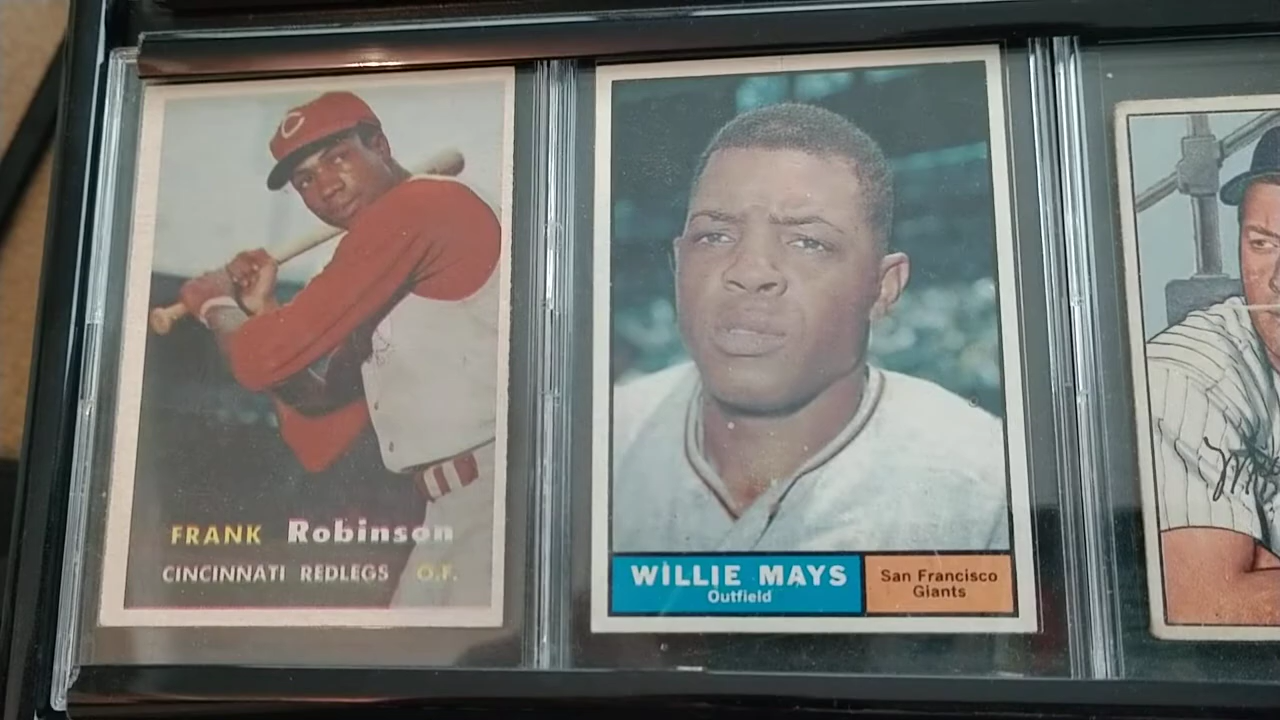 C
FRANK Robinson
CINCINNATI REDLEGS O.F.
WILLIE MAYS
Outfield
San Francisco
Giants